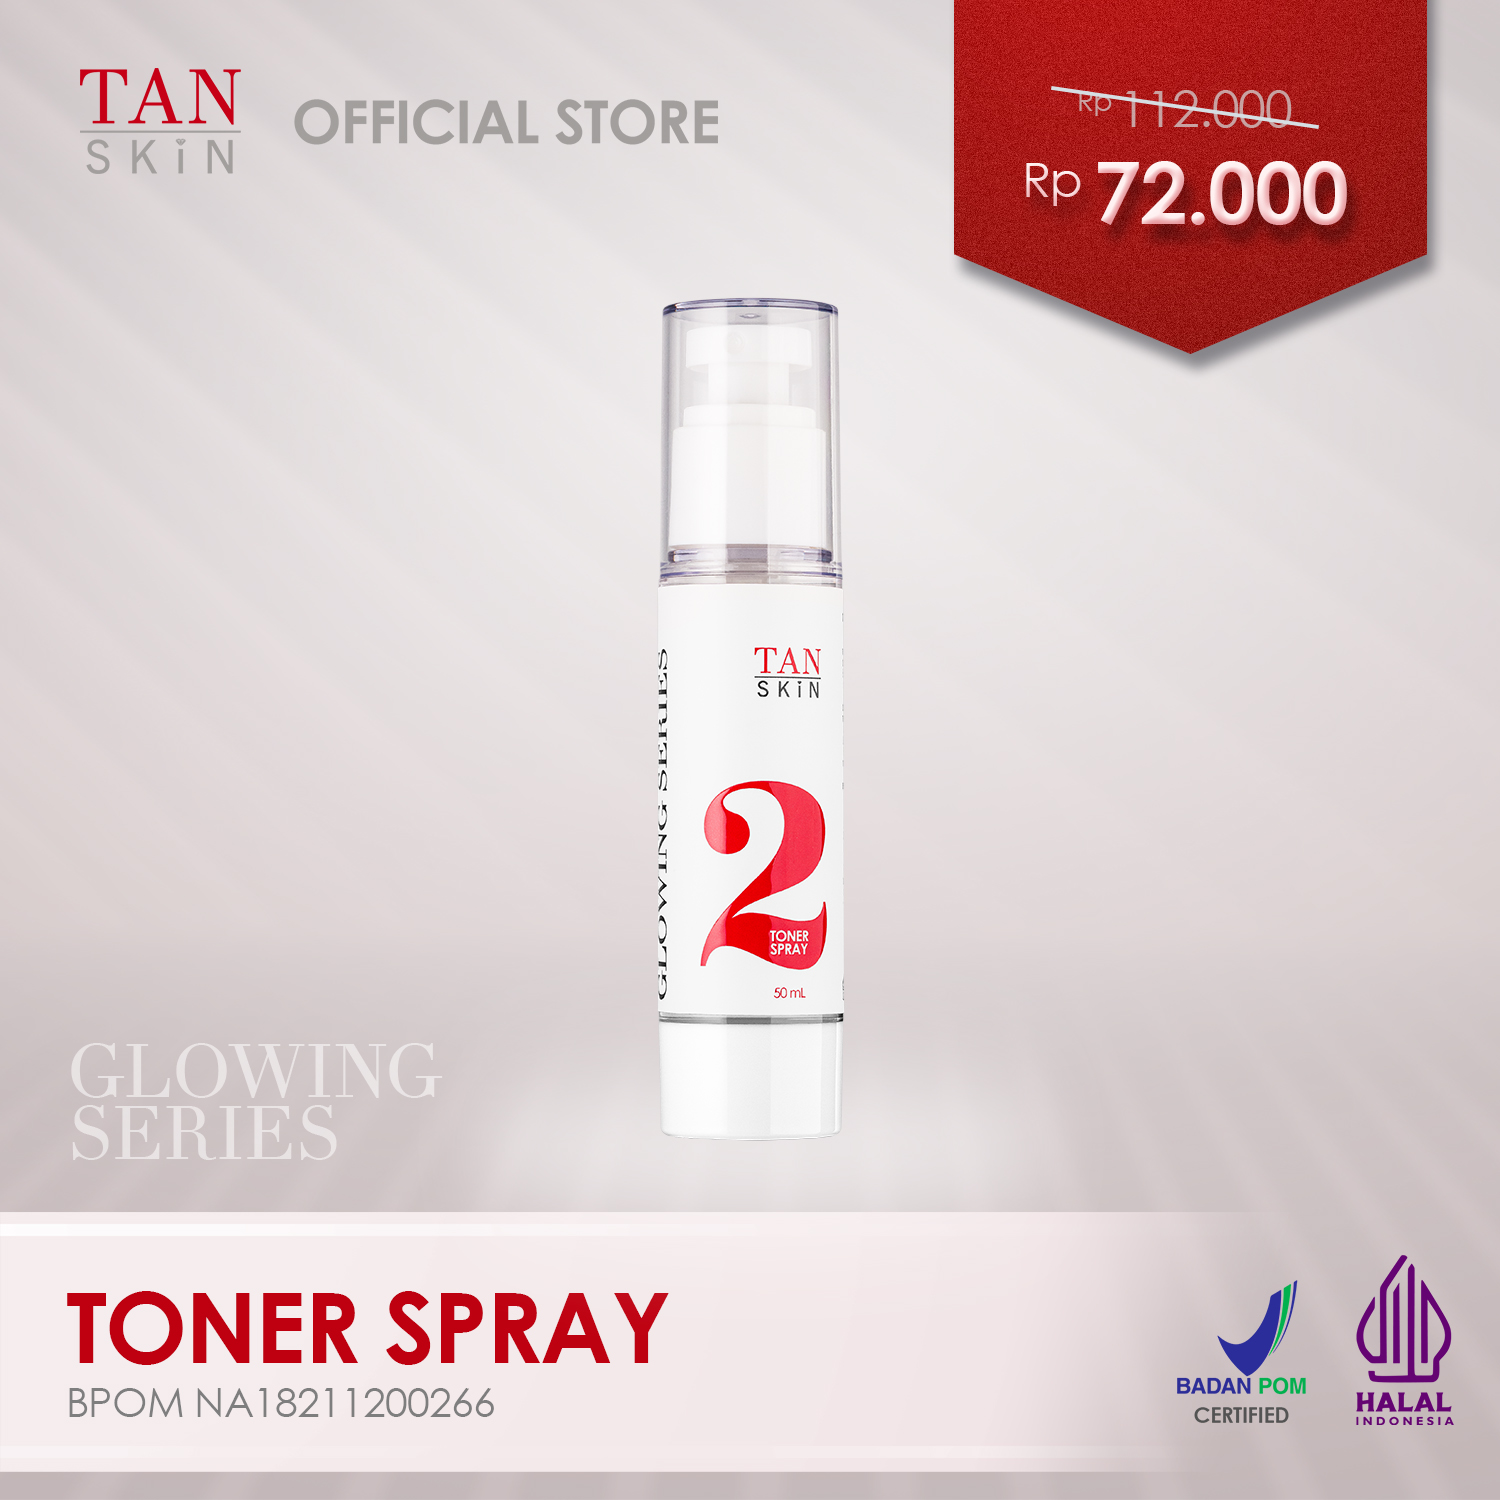 TAN
SKiN
OFFICIAL STORE
Rp 112.000
Rp 72.000
TAN
SKiN
GLOWING SERIES
2
TONER
SPRAY
50 mL
GLOWING
SERIES
TONER SPRAY
BPOM NA18211200266
BADAN POM
CERTIFIED
HALAL
INDONESIA